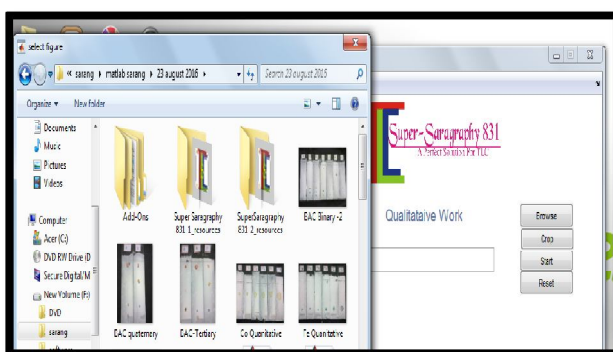 select figure
« sarang ▸ matlab sarang ▸ 23 august 2016 ▸
Search 23 august 2016
Organize
New folder
Documents
Music
Pictures
Videos
Computer
Acer (C:)
DVD RW Drive (D
Secure Digital/M
New Volume (F:)
DVD
sarang
Add-Ons
Super Saragraphy
831 1_resources
SuperSaragraphy
831 2_resources
BAC Binary -2
BAC quaternary
BAC-Tertiary
Co Quanitative
Fe Quantitative
Super-Saragraphy 831
A Perfect Solution For TLC
Qualitatative Work
Browse
Crop
Start
Reset